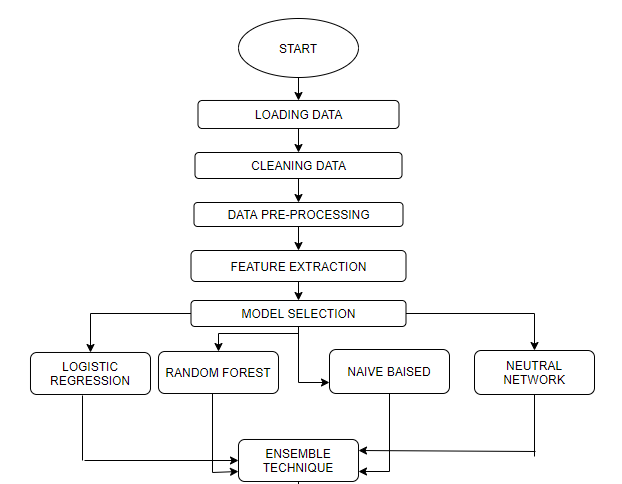 START
LOADING DATA
CLEANING DATA
DATA PRE-PROCESSING
FEATURE EXTRACTION
MODEL SELECTION
LOGISTIC
REGRESSION
RANDOM FOREST
NAIVE BAISED
NEUTRAL
NETWORK
ENSEMBLE
TECHNIQUE